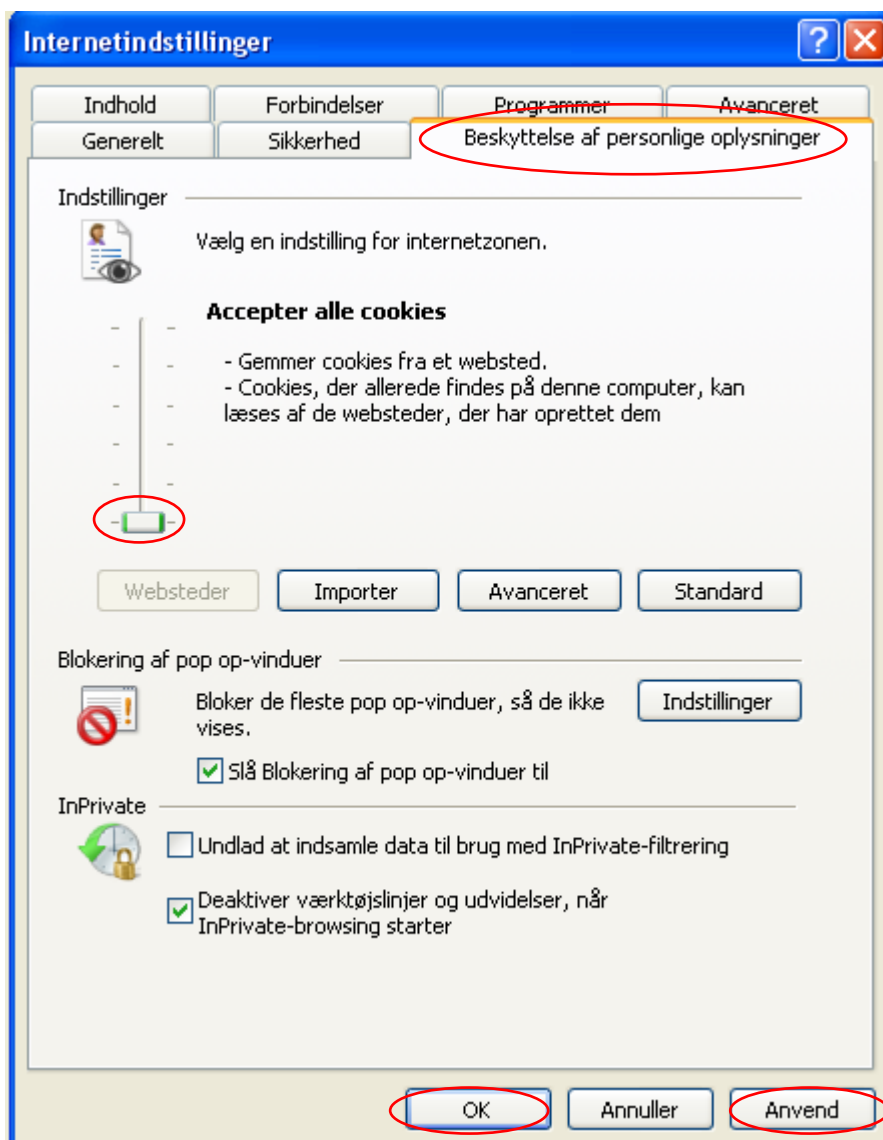 Internetindstillinger
Indhold
Forbindelser
Programmer
Avanceret
Generelt
Sikkerhed
Beskyttelse af personlige oplysninger
Indstillinger
Vælg en indstilling for internetzonen.
Accepter alle cookies
- Gemmer cookies fra et websted.
- Cookies, der allerede findes på denne computer, kan
læses af de websteder, der har oprettet dem
Websteder
Importer
Avanceret
Standard
Blokering af pop op-vinduer
Bloker de fleste pop op-vinduer, så de ikke
vises.
Indstillinger
Slå Blokering af pop op-vinduer til
InPrivate
Undlad at indsamle data til brug med InPrivate-filtrering
Deaktiver værktøjslinjer og udvidelser, når
InPrivate-browsing starter
OK
Annuller
Anvend